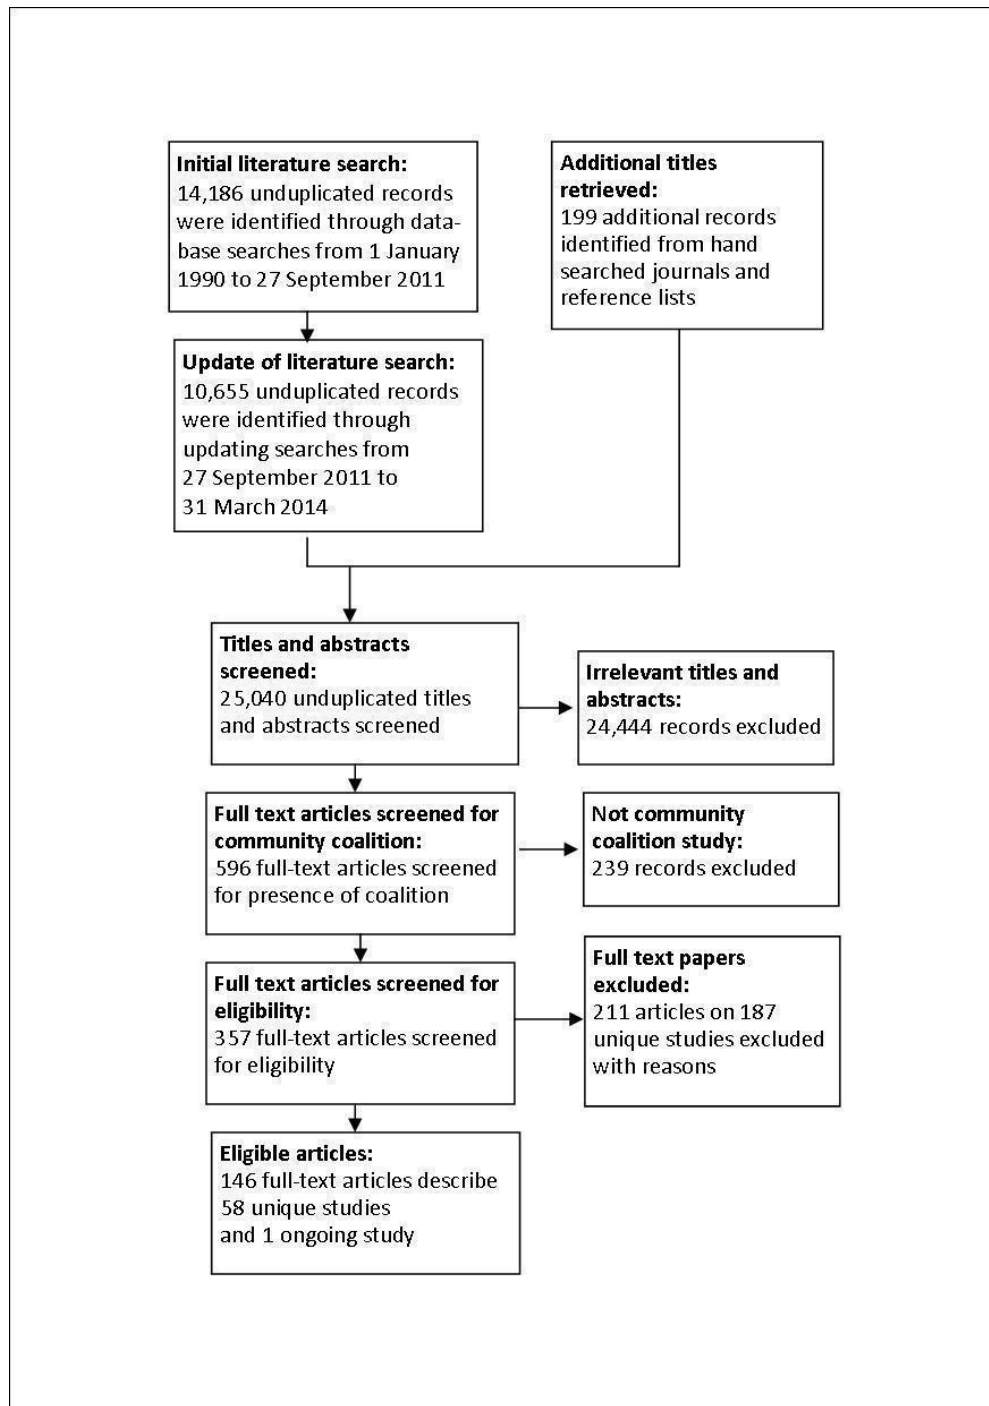 Initial literature search:
14,186 unduplicated records
were identified through data-
base searches from 1 January
1990 to 27 September 2011
Additional titles
retrieved:
199 additional records
identified from hand
searched journals and
reference lists
Update of literature search:
10,655 unduplicated records
were identified through
updating searches from
27 September 2011 to
31 March 2014
Titles and abstracts
screened:
25,040 unduplicated titles
and abstracts screened
Irrelevant titles and
abstracts:
24,444 records excluded
Full text articles screened for
community coalition:
596 full-text articles screened
for presence of coalition
Not community
coalition study:
239 records excluded
Full text articles screened for
eligibility:
357 full-text articles screened
for eligibility
Full text papers
excluded:
211 articles on 187
unique studies excluded
with reasons
Eligible articles:
146 full-text articles describe
58 unique studies
and 1 ongoing study